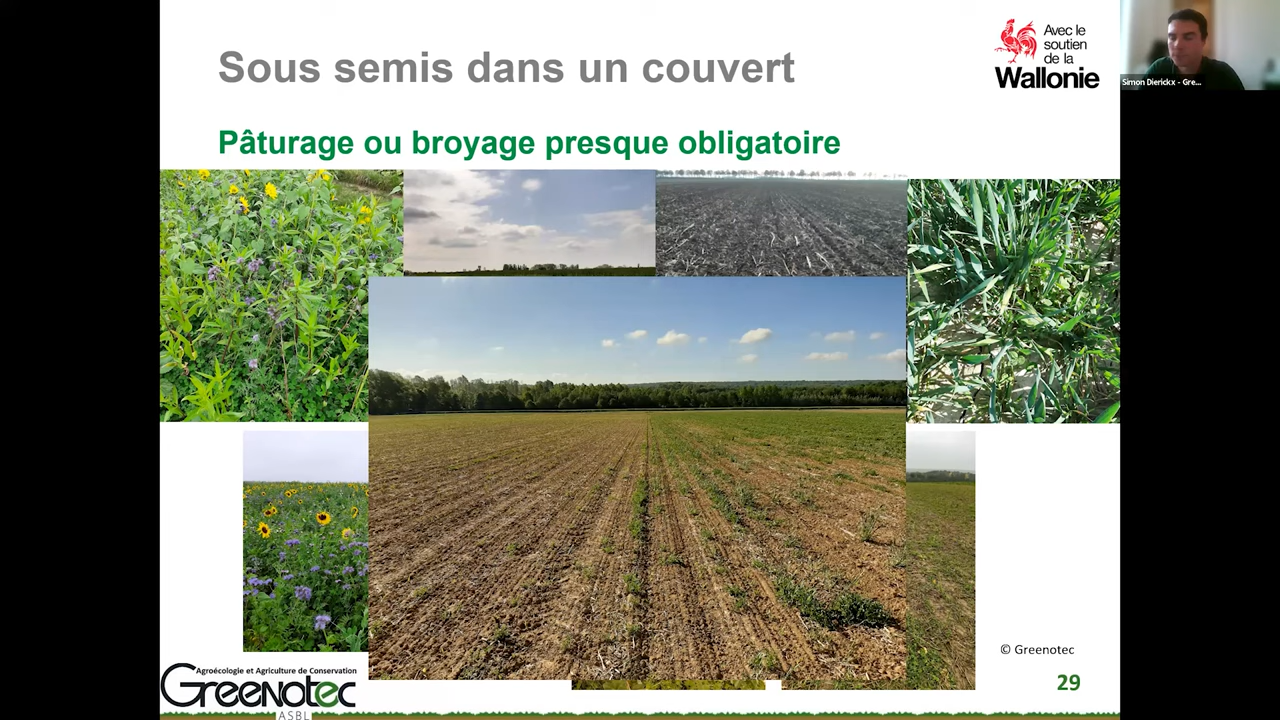 Sous semis dans un couvert
Avec le
soutien
de la
Wallonie
Simon Dierickx - Gre...
Pâturage ou broyage presque obligatoire
© Greenotec
29
Agroécologie et Agriculture de Conservation
Greenotec
ASBL